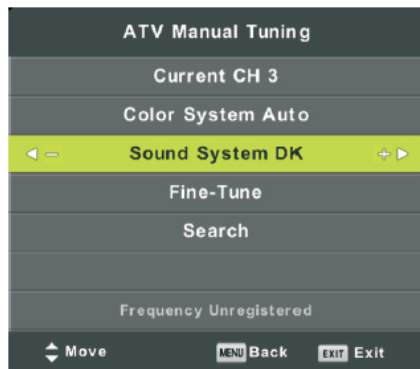 ATV Manual Tuning
Current CH 3
Color System Auto
Sound System DK
Fine-Tune
Search
Frequency Unregistered
Move MENU Back EXIT Exit